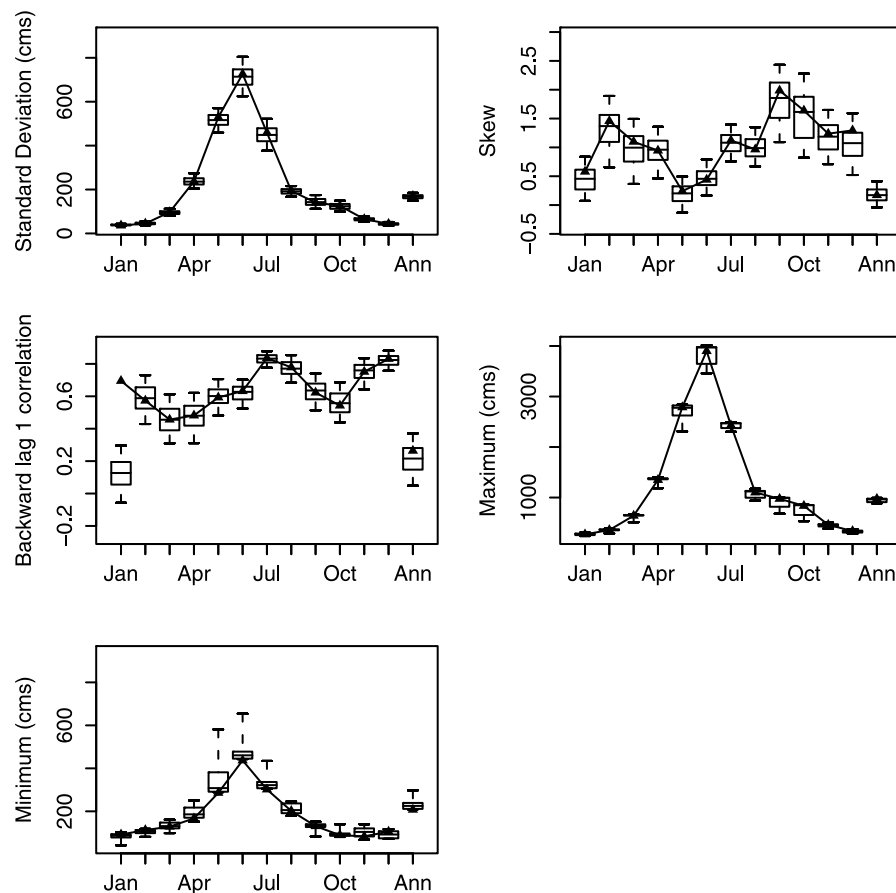 Standard Deviation (cms)
600
200
0
Jan Apr Jul Oct Ann
Skew
2.5
1.5
0.5
−0.5
Jan Apr Jul Oct Ann
Backward lag 1 correlation
0.6
0.2
−0.2
Jan Apr Jul Oct Ann
Maximum (cms)
3000
1000
Jan Apr Jul Oct Ann
Minimum (cms)
600
200
Jan Apr Jul Oct Ann